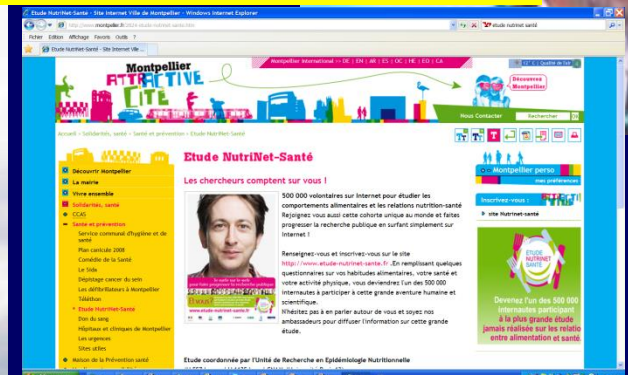 Etude NutriNet-Santé - Site Internet Ville de Montpellier - Windows Internet Explorer
etude nutrinet santé
Fichier Edition Affichage Favoris Outils ?
Etude NutriNet-Santé - Site Internet Ville ...
Montpellier International >> DE | EN | AR | ES | OC | HE | EO | CA
Montpellier
ATTRACTIVE
CITÉ
Découvrez
Montpellier
Nous Contacter
Rechercher
Ok
Accueil > Solidarités, santé > Santé et prévention > Etude NutriNet-Santé
Découvrir Montpellier
La mairie
Vivre ensemble
Solidarités, santé
CCAS
Santé et prévention
Service communal d'hygiène et de
santé
Plan canicule 2008
Comédie de la Santé
Le Sida
Dépistage cancer du sein
Les défibrillateurs à Montpellier
Téléthon
Etude NutriNet-Santé
Don du sang
Hôpitaux et cliniques de Montpellier
Les urgences
Sites utiles
Maison de la Prévention santé
Etude NutriNet-Santé
Les chercheurs comptent sur vous !
500 000 volontaires sur Internet pour étudier les
comportements alimentaires et les relations nutrition-santé
Rejoignez vous aussi cette cohorte unique au monde et faites
progresser la recherche publique en surfant simplement sur
Internet !
Renseignez-vous et inscrivez-vous sur le site
http://www.etude-nutrinet-sante.fr .En remplissant quelques
questionnaires sur vos habitudes alimentaires, votre santé et
votre activité physique, vous deviendrez l'un des 500 000
internautes à participer à cette grande aventure humaine et
scientifique.
N'hésitez pas à en parler autour de vous et soyez nos
ambassadeurs pour diffuser l'information sur cette grande
étude.
Et vous ?
www.etude-nutrinet-sante.fr
Etude coordonnée par l'Unité de Recherche en Epidémiologie Nutritionnelle
Montpellier perso
mes préférences
Inscrivez-vous :
site Nutrinet-santé
ETUDE
NUTRINET
SANTÉ
Devenez l'un des 500 000
internautes participant
à la plus grande étude
jamais réalisée sur les relatio
entre alimentation et santé